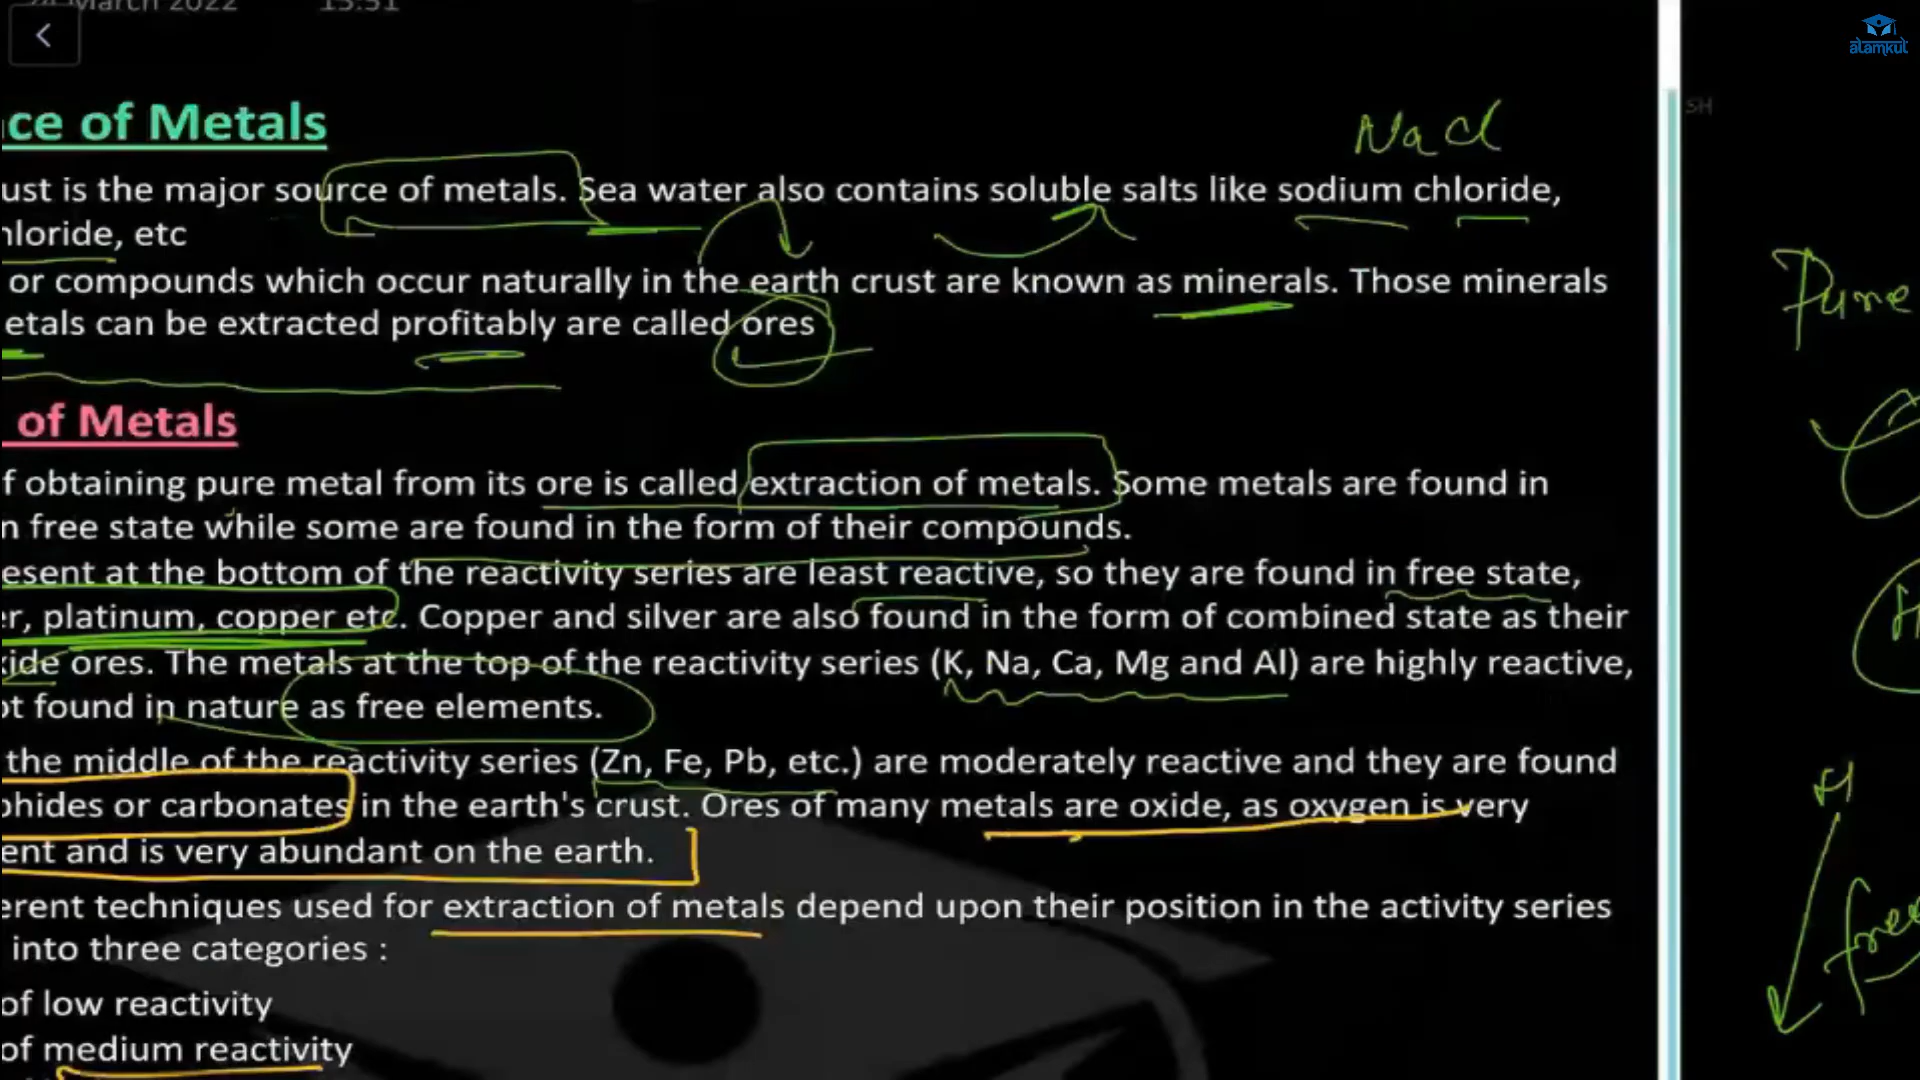 March 2022 13:51
alamkut
ce of Metals
NaCl
SH
ust is the major source of metals. Sea water also contains soluble salts like sodium chloride,
hloride, etc
or compounds which occur naturally in the earth crust are known as minerals. Those minerals
Pure
etals can be extracted profitably are called ores
of Metals
f obtaining pure metal from its ore is called extraction of metals. Some metals are found in
n free state while some are found in the form of their compounds.
esent at the bottom of the reactivity series are least reactive, so they are found in free state,
er, platinum, copper etc. Copper and silver are also found in the form of combined state as their
ide ores. The metals at the top of the reactivity series (K, Na, Ca, Mg and Al) are highly reactive,
ot found in nature as free elements.
the middle of the reactivity series (Zn, Fe, Pb, etc.) are moderately reactive and they are found
phides or carbonates in the earth's crust. Ores of many metals are oxide, as oxygen is very
ent and is very abundant on the earth.
erent techniques used for extraction of metals depend upon their position in the activity series
free
into three categories :
of low reactivity
of medium reactivity